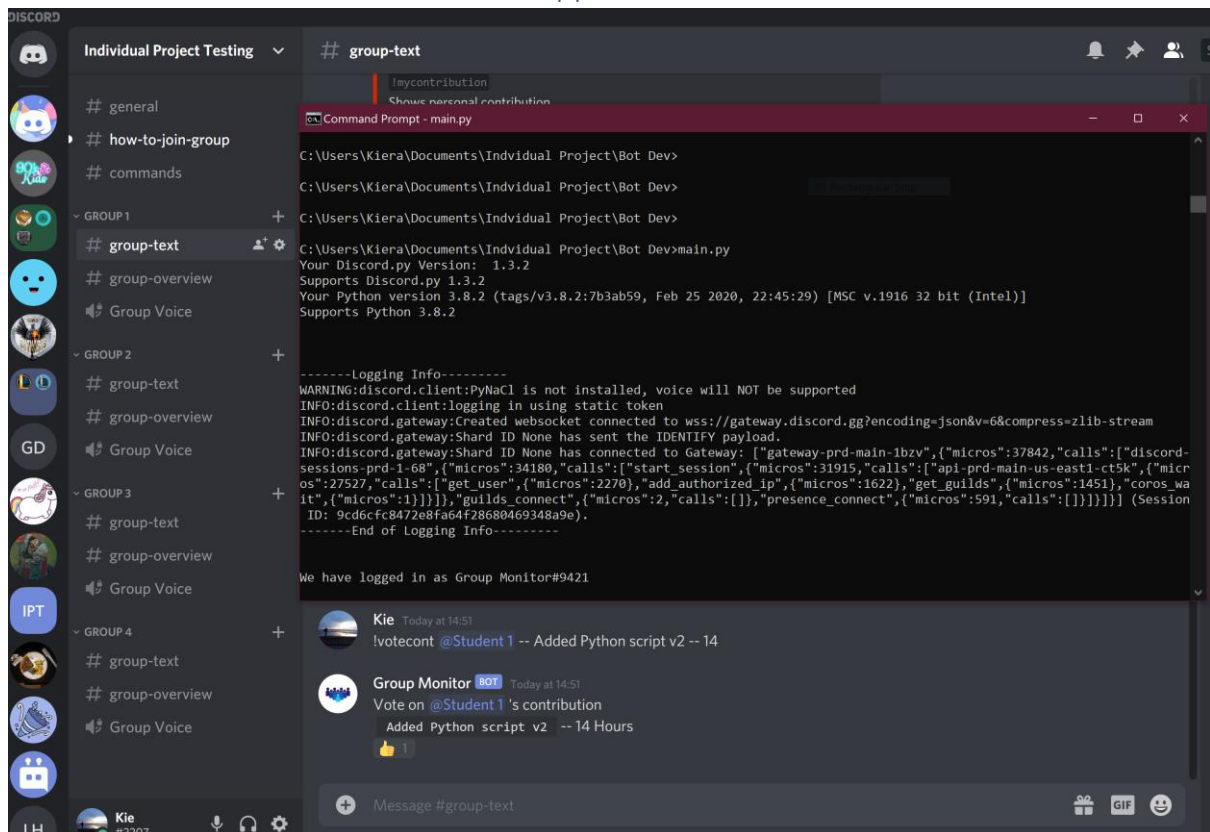 DISCORD
Individual Project Testing
general
how-to-join-group
commands
GROUP 1
group-text
group-overview
Group Voice
GROUP 2
group-text
group-overview
Group Voice
GROUP 3
group-text
group-overview
Group Voice
GROUP 4
group-text
group-overview
Group Voice
90's Kids
GD
IPT
LH
Kie
#2207
# group-text
!mycontribution
Shows personal contribution
Command Prompt - main.py
C:\Users\Kiera\Documents\Indvidual Project\Bot Dev>
C:\Users\Kiera\Documents\Indvidual Project\Bot Dev>
C:\Users\Kiera\Documents\Indvidual Project\Bot Dev>
C:\Users\Kiera\Documents\Indvidual Project\Bot Dev>main.py
Your Discord.py Version:  1.3.2
Supports Discord.py 1.3.2
Your Python version 3.8.2 (tags/v3.8.2:7b3ab59, Feb 25 2020, 22:45:29) [MSC v.1916 32 bit (Intel)]
Supports Python 3.8.2
-------Logging Info---------
WARNING:discord.client:PyNaCl is not installed, voice will NOT be supported
INFO:discord.client:logging in using static token
INFO:discord.gateway:Created websocket connected to wss://gateway.discord.gg?encoding=json&v=6&compress=zlib-stream
INFO:discord.gateway:Shard ID None has sent the IDENTIFY payload.
INFO:discord.gateway:Shard ID None has connected to Gateway: ["gateway-prd-main-1bzv",{"micros":37842,"calls":["discord-
sessions-prd-1-68",{"micros":34180,"calls":["start_session",{"micros":31915,"calls":["api-prd-main-us-east1-ct5k",{"micr
os":27527,"calls":["get_user",{"micros":2270},"add_authorized_ip",{"micros":1622},"get_guilds",{"micros":1451},"coros_wa
it",{"micros":1}]}]},"guilds_connect",{"micros":2,"calls":[]},"presence_connect",{"micros":591,"calls":[]}]}]}] (Session
 ID: 9cd6cfc8472e8fa64f28680469348a9e).
-------End of Logging Info---------
We have logged in as Group Monitor#9421
Kie Today at 14:51
!votecont @Student 1 -- Added Python script v2 -- 14
Group Monitor BOT Today at 14:51
Vote on @Student 1 's contribution
Added Python script v2 -- 14 Hours
👍 1
Message #group-text
GIF